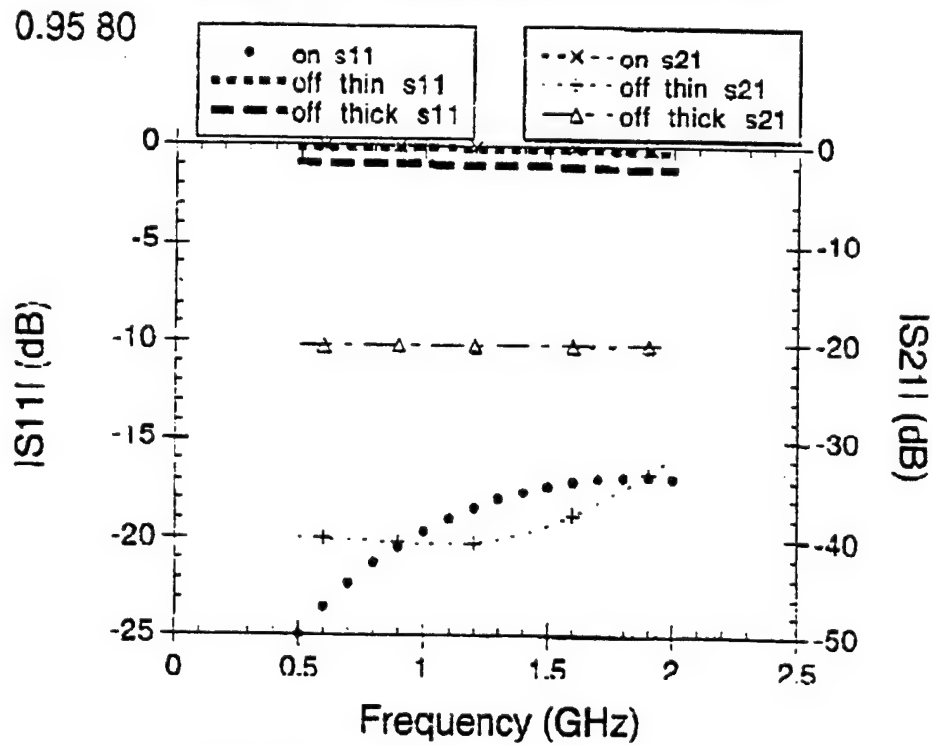 0.95 80
on s11
off thin s11
off thick s11
on s21
off thin s21
off thick s21
0
-5
-10
-15
-20
-25
|S11| (dB)
0
-10
-20
-30
-40
-50
|S21| (dB)
0
0.5
1
1.5
2
2.5
Frequency (GHz)